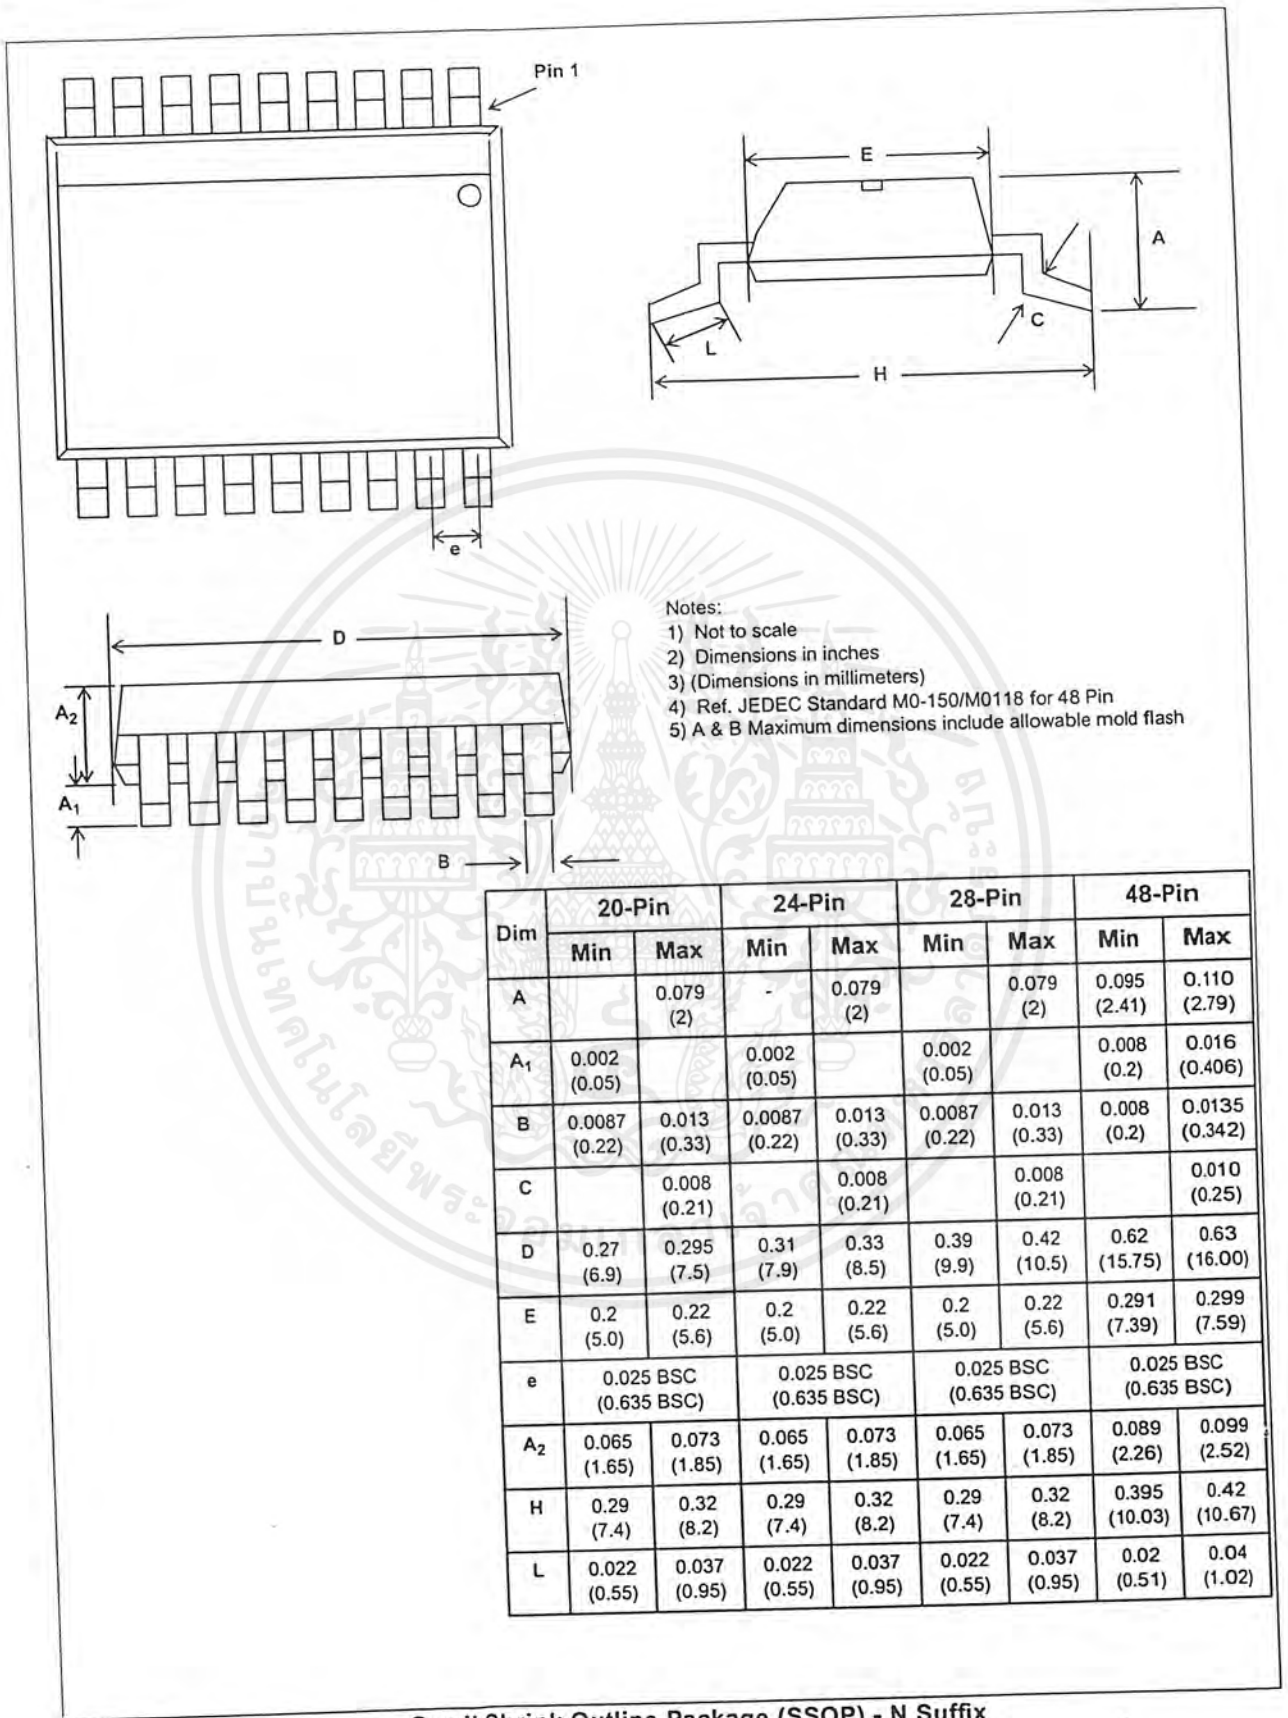 Pin 1
E
A
C
L
H
e
D
A2
A1
B
Notes:
1) Not to scale
2) Dimensions in inches
3) (Dimensions in millimeters)
4) Ref. JEDEC Standard M0-150/M0118 for 48 Pin
5) A & B Maximum dimensions include allowable mold flash
Dim 20-Pin 24-Pin 28-Pin 48-Pin
Min Max Min Max Min Max Min Max
A 0.079 - 0.079 0.079 0.095 0.110
(2) (2) (2) (2.41) (2.79)
A1 0.002 0.002 0.002 0.008 0.016
(0.05) (0.05) (0.05) (0.2) (0.406)
B 0.0087 0.013 0.0087 0.013 0.0087 0.013 0.008 0.0135
(0.22) (0.33) (0.22) (0.33) (0.22) (0.33) (0.2) (0.342)
C 0.008 0.008 0.008 0.010
(0.21) (0.21) (0.21) (0.25)
D 0.27 0.295 0.31 0.33 0.39 0.42 0.62 0.63
(6.9) (7.5) (7.9) (8.5) (9.9) (10.5) (15.75) (16.00)
E 0.2 0.22 0.2 0.22 0.2 0.22 0.291 0.299
(5.0) (5.6) (5.0) (5.6) (5.0) (5.6) (7.39) (7.59)
e 0.025 BSC 0.025 BSC 0.025 BSC 0.025 BSC
(0.635 BSC) (0.635 BSC) (0.635 BSC) (0.635 BSC)
A2 0.065 0.073 0.065 0.073 0.065 0.073 0.089 0.099
(1.65) (1.85) (1.65) (1.85) (1.65) (1.85) (2.26) (2.52)
H 0.29 0.32 0.29 0.32 0.29 0.32 0.395 0.42
(7.4) (8.2) (7.4) (8.2) (7.4) (8.2) (10.03) (10.67)
L 0.022 0.037 0.022 0.037 0.022 0.037 0.02 0.04
(0.55) (0.95) (0.55) (0.95) (0.55) (0.95) (0.51) (1.02)
Shrink Outline Package (SSOP) - N Suffix